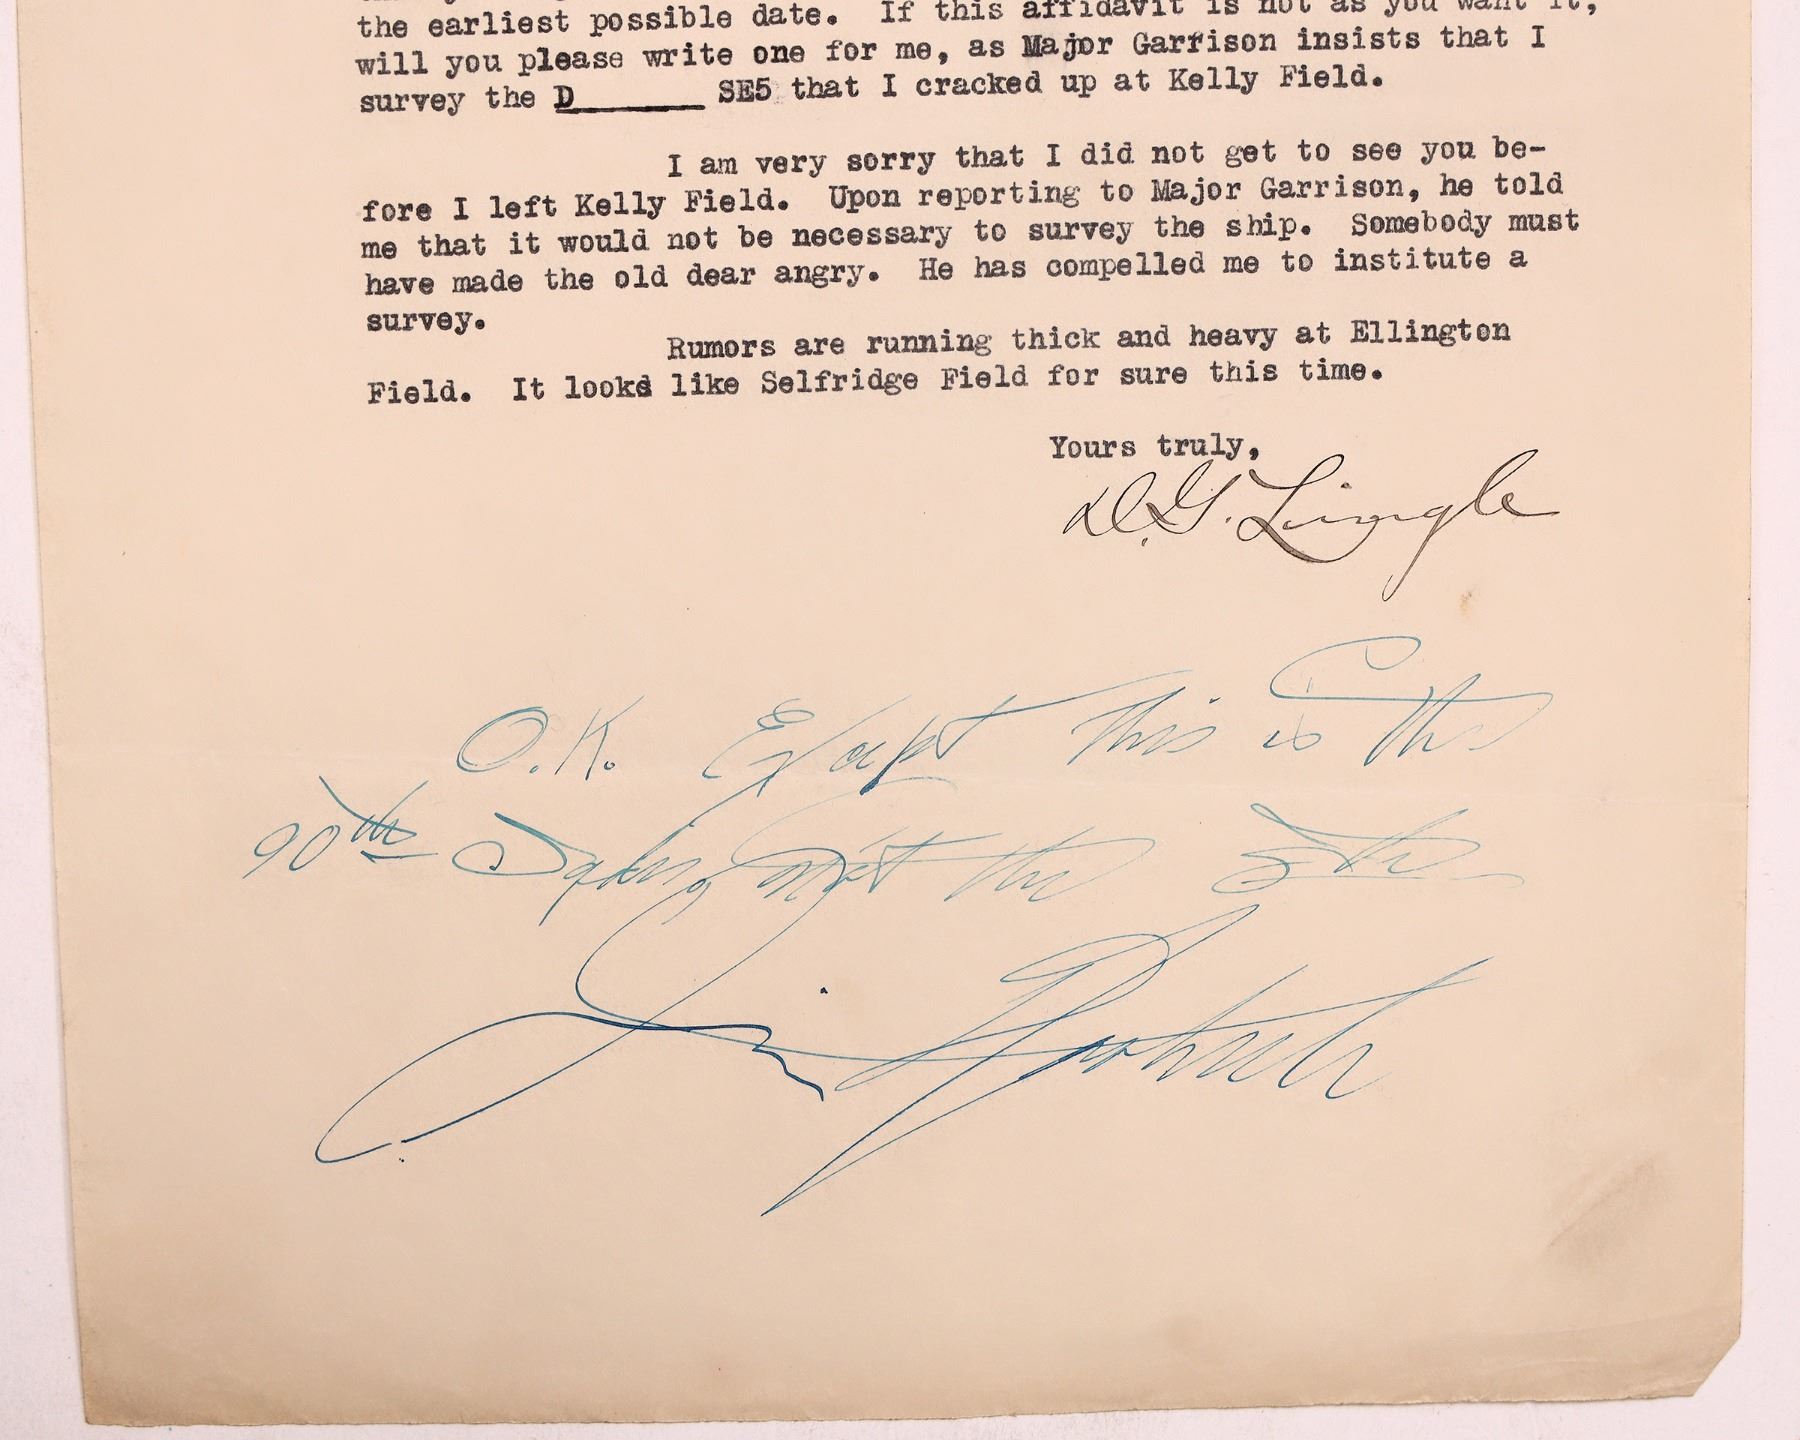 the earliest possible date. If this affidavit is not as you want it,
will you please write one for me, as Major Garrison insists that I
survey the D______ SE5 that I cracked up at Kelly Field.
I am very sorry that I did not get to see you be-
fore I left Kelly Field. Upon reporting to Major Garrison, he told
me that it would not be necessary to survey the ship. Somebody must
have made the old dear angry. He has compelled me to institute a
survey.
Rumors are running thick and heavy at Ellington
Field. It looks like Selfridge Field for sure this time.
Yours truly,
D. G. Lingle
O.K. Except this is the
90th Sqdn, not the 8th
Jim